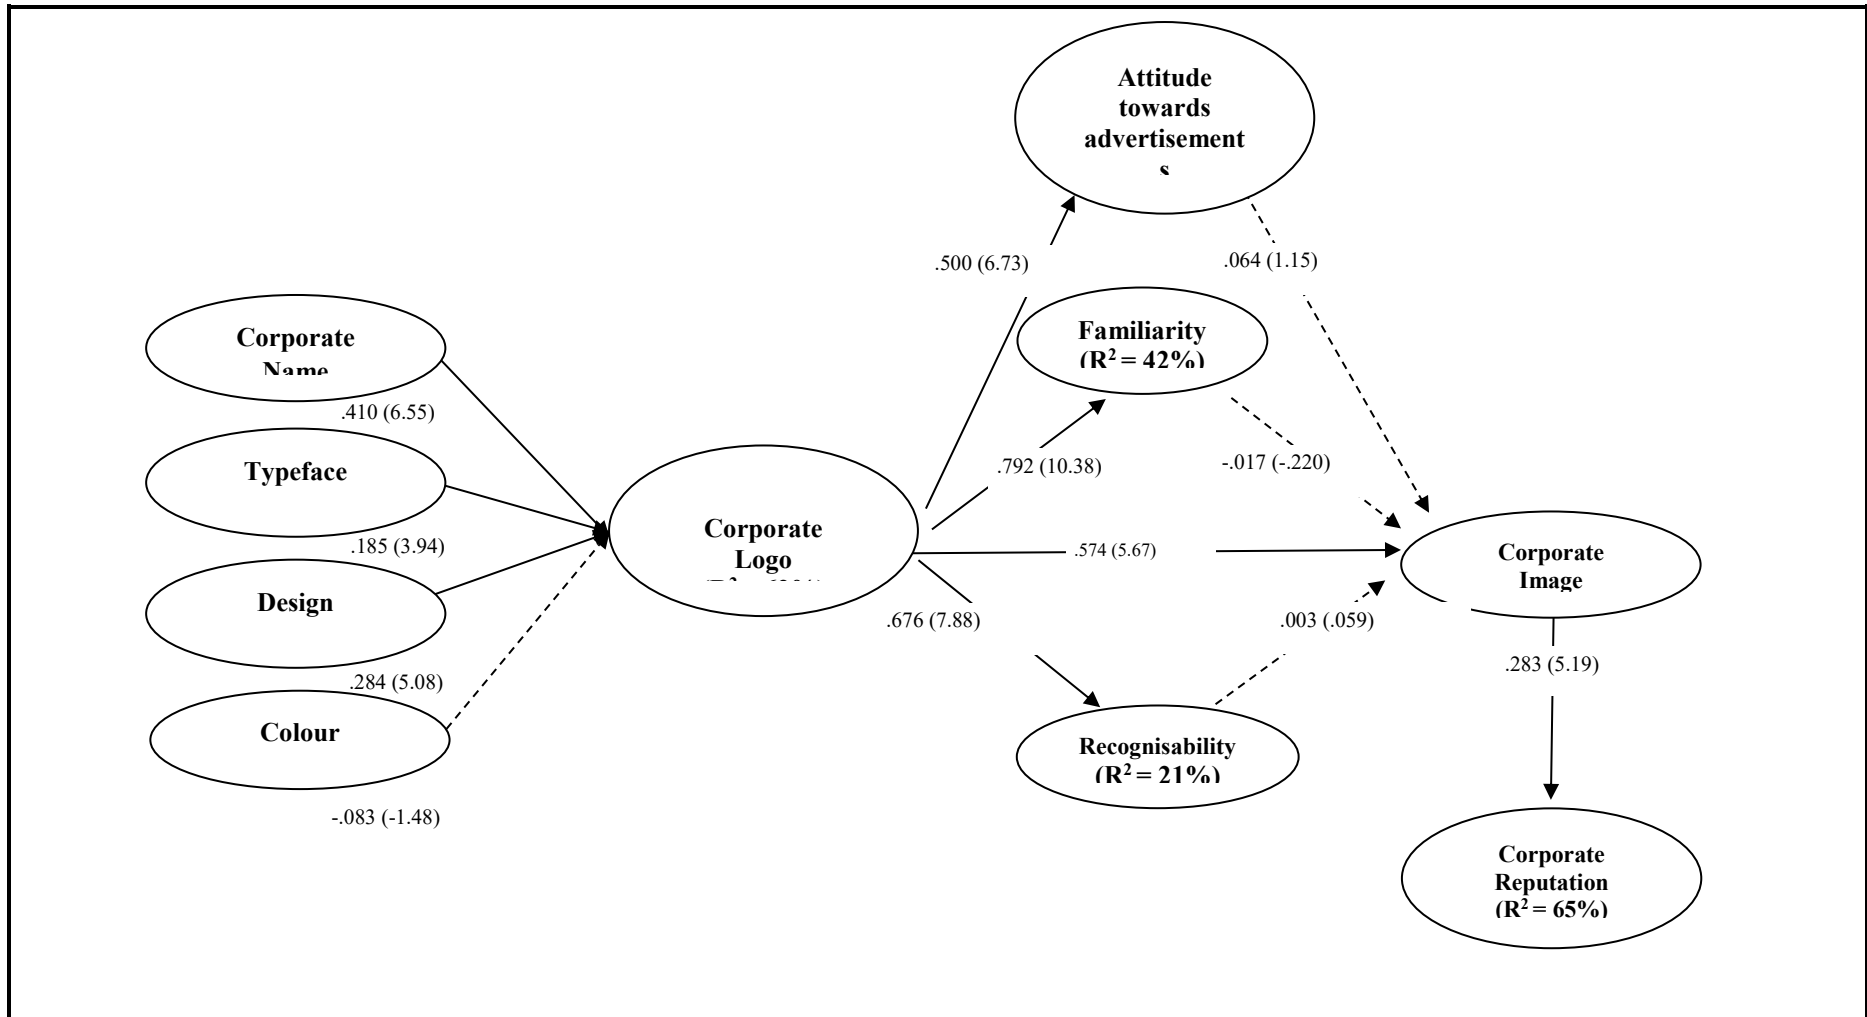 Attitude
towards
advertisement
s
.500 (6.73)
.064 (1.15)
Corporate
Name
.410 (6.55)
Familiarity
(R² = 42%)
Typeface
.185 (3.94)
.792 (10.38)
-.017 (-.220)
Corporate
Logo
.574 (5.67)
Corporate
Image
Design
.284 (5.08)
.676 (7.88)
.003 (.059)
.283 (5.19)
Colour
-.083 (-1.48)
Recognisability
(R² = 21%)
Corporate
Reputation
(R² = 65%)